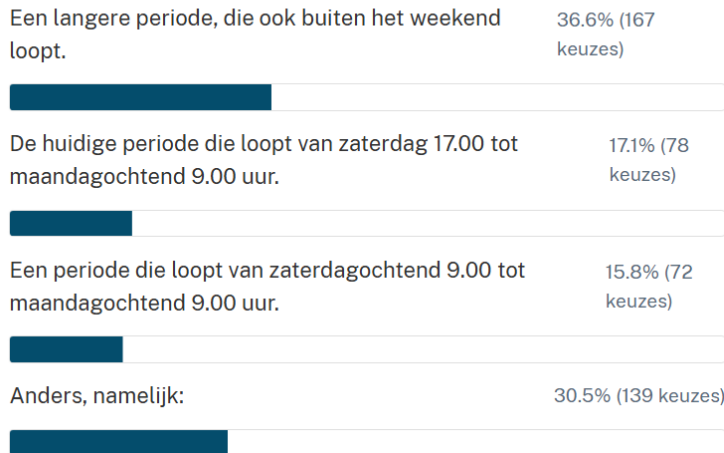 Een langere periode, die ook buiten het weekend
loopt.
36.6% (167
keuzes)
De huidige periode die loopt van zaterdag 17.00 tot
maandagochtend 9.00 uur.
17.1% (78
keuzes)
Een periode die loopt van zaterdagochtend 9.00 tot
maandagochtend 9.00 uur.
15.8% (72
keuzes)
Anders, namelijk:
30.5% (139 keuzes)